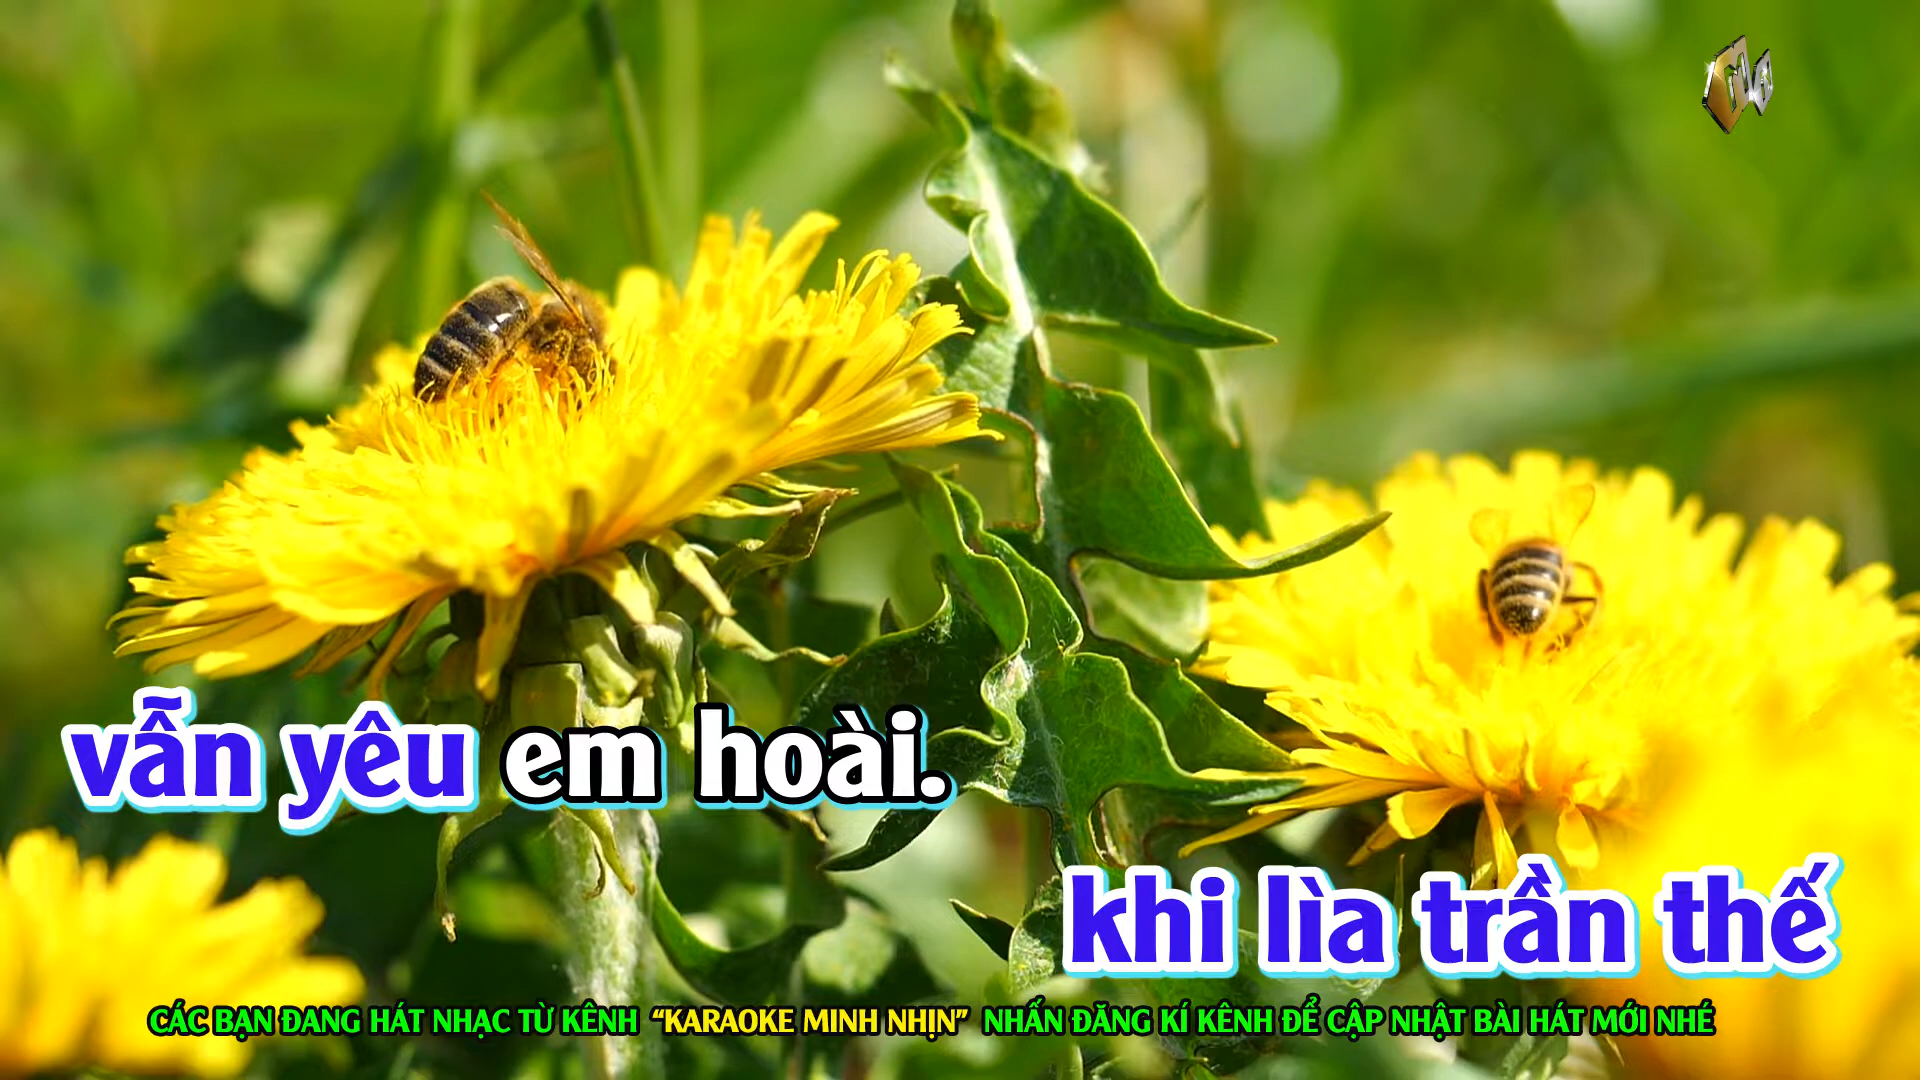 vẫn yêu em hoài.
khi lìa trần thế
CÁC BẠN ĐANG HÁT NHẠC TỪ KÊNH “KARAOKE MINH NHỊN” NHẤN ĐĂNG KÍ KÊNH ĐỂ CẬP NHẬT BÀI HÁT MỚI NHÉ